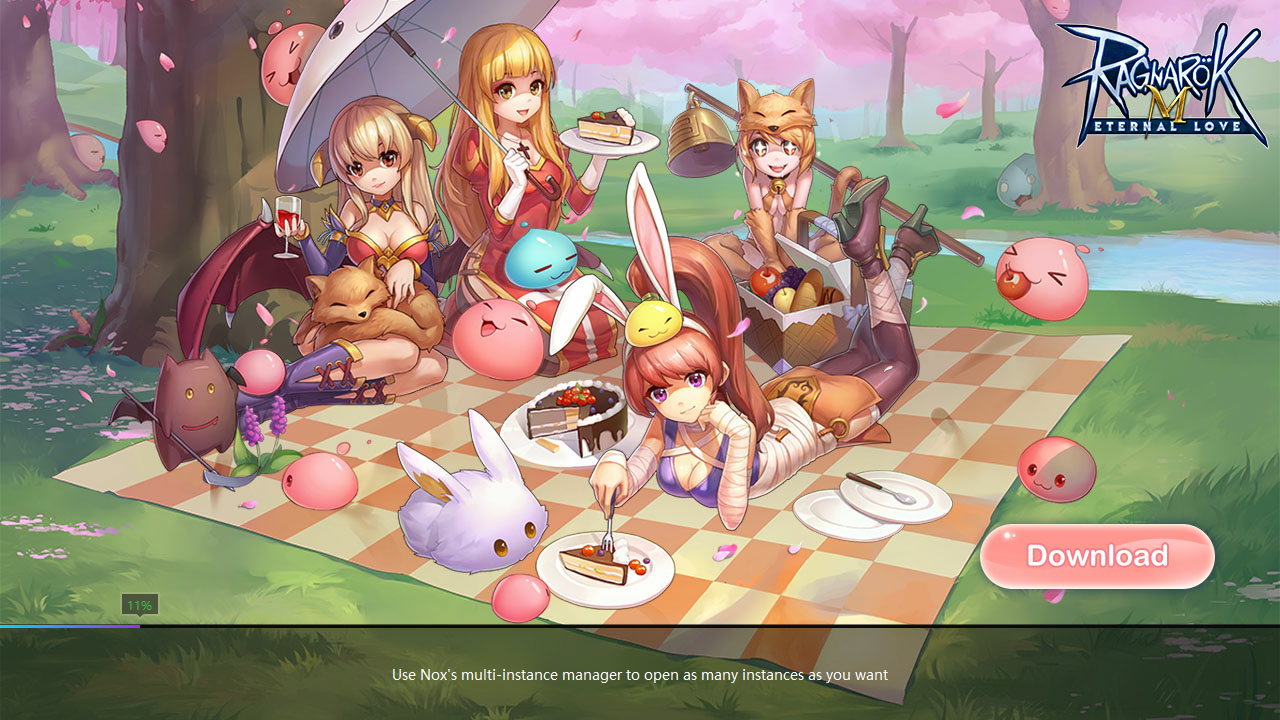 RAGNARÖK
M
ETERNAL LOVE
Download
11%
Use Nox's multi-instance manager to open as many instances as you want